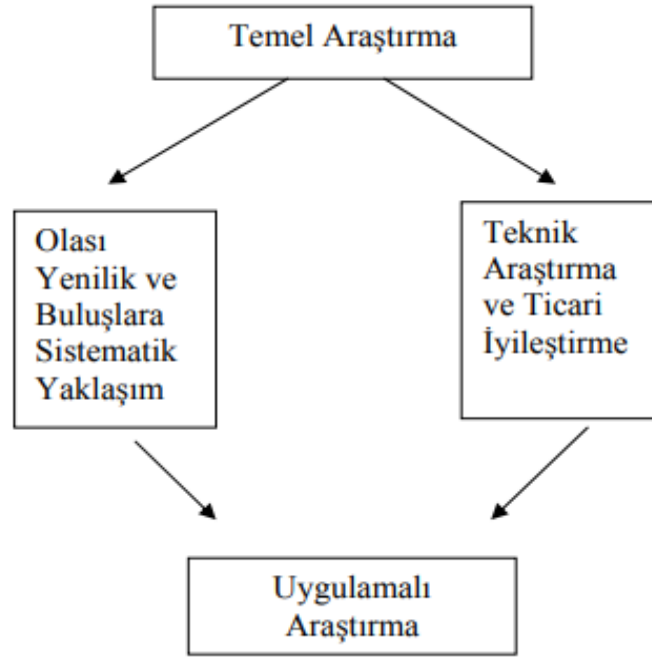 Temel Araştırma
Olası
Yenilik ve
Buluşlara
Sistematik
Yaklaşım
Teknik
Araştırma
ve Ticari
İyileştirme
Uygulamalı
Araştırma